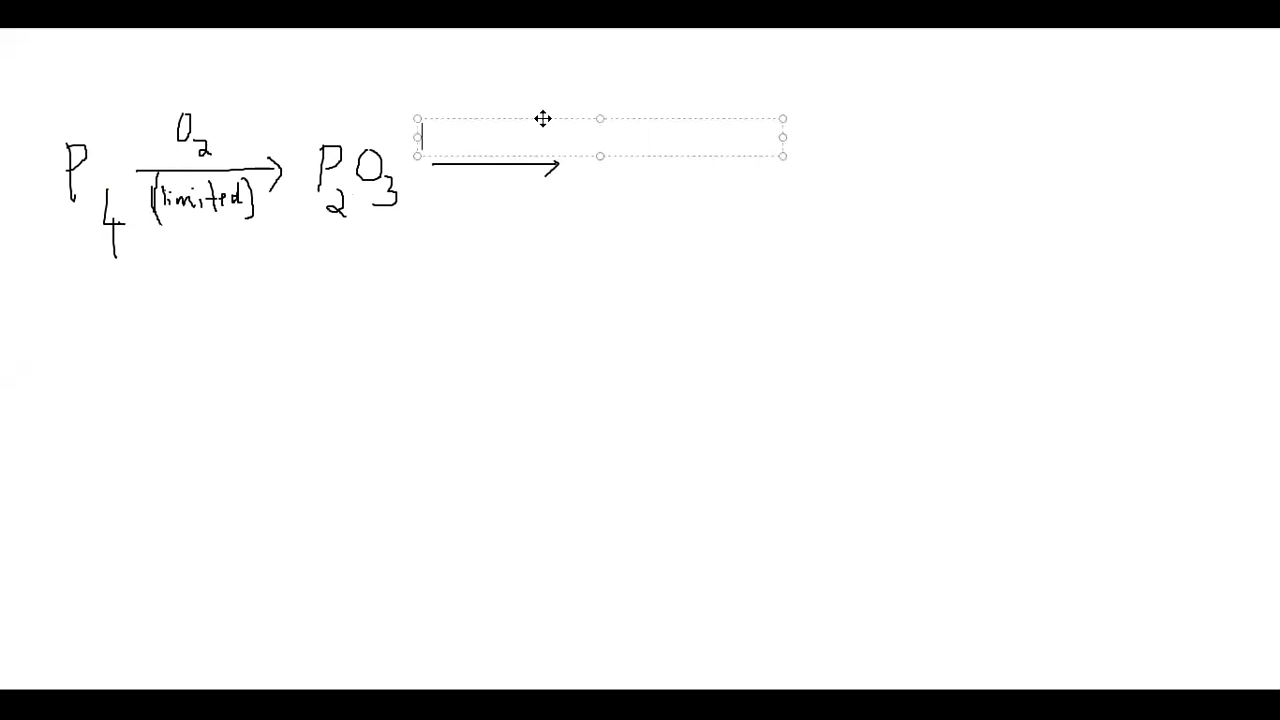 P4 O2 (limited) → P2O3 →